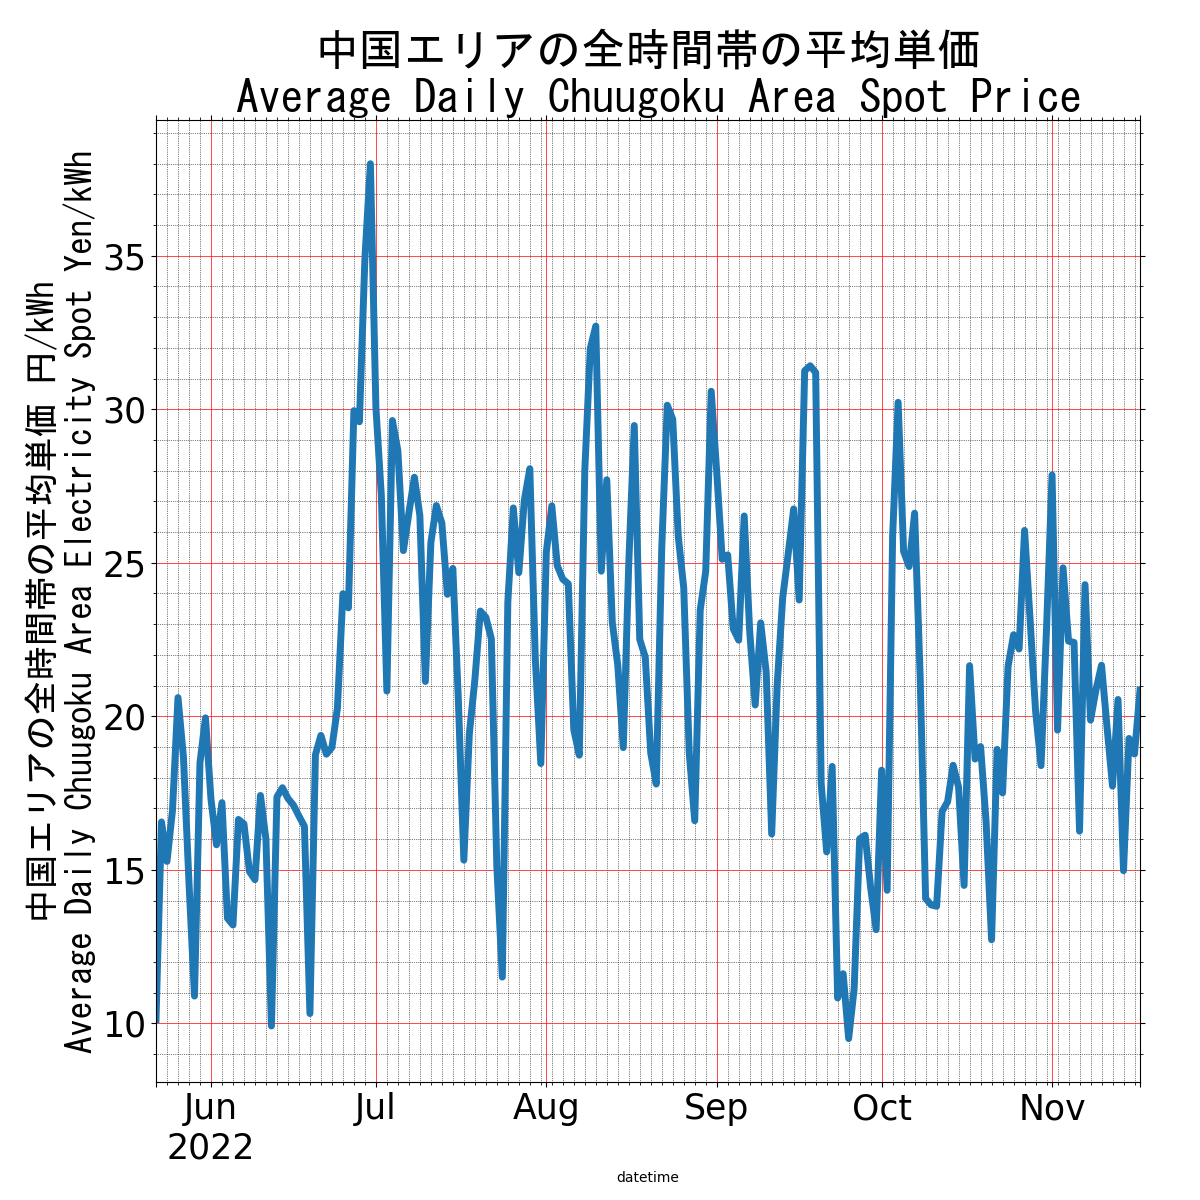 中国エリアの全時間帯の平均単価
Average Daily Chuugoku Area Spot Price
中国エリアの全時間帯の平均単価 円/kWh
Average Daily Chuugoku Area Electricity Spot Yen/kWh
35
30
25
20
15
10
Jun
2022
Jul
Aug
Sep
Oct
Nov
datetime